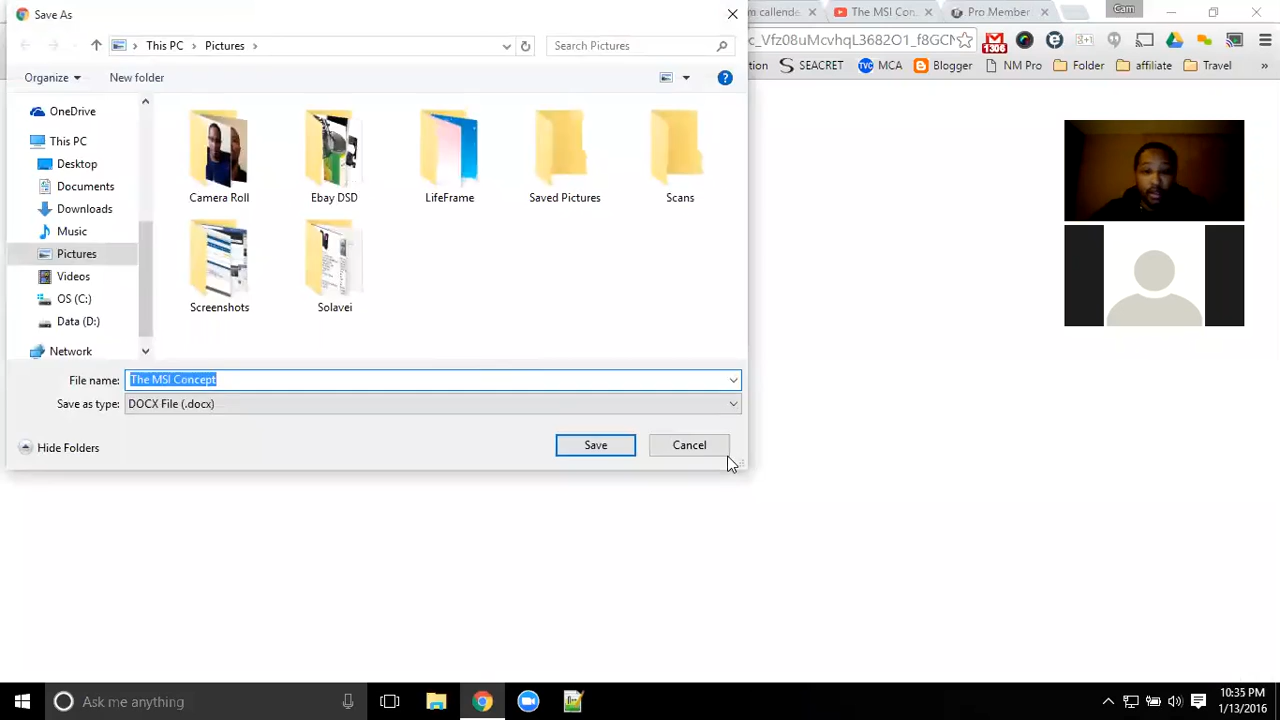 Save As
m callende
The MSI Con
Pro Member
Cam
This PC
Pictures
Search Pictures
c_Vfz08uMcvhqL3682O1_f8GCN
1306
Organize
New folder
tion
SEACRET
TVC
MCA
Blogger
NM Pro
Folder
affiliate
Travel
»
OneDrive
This PC
Desktop
Documents
Downloads
Music
Pictures
Videos
OS (C:)
Data (D:)
Network
Camera Roll
Ebay DSD
LifeFrame
Saved Pictures
Scans
Screenshots
Solavei
File name:
The MSI Concept
Save as type:
DOCX File (.docx)
Hide Folders
Save
Cancel
Ask me anything
10:35 PM
1/13/2016